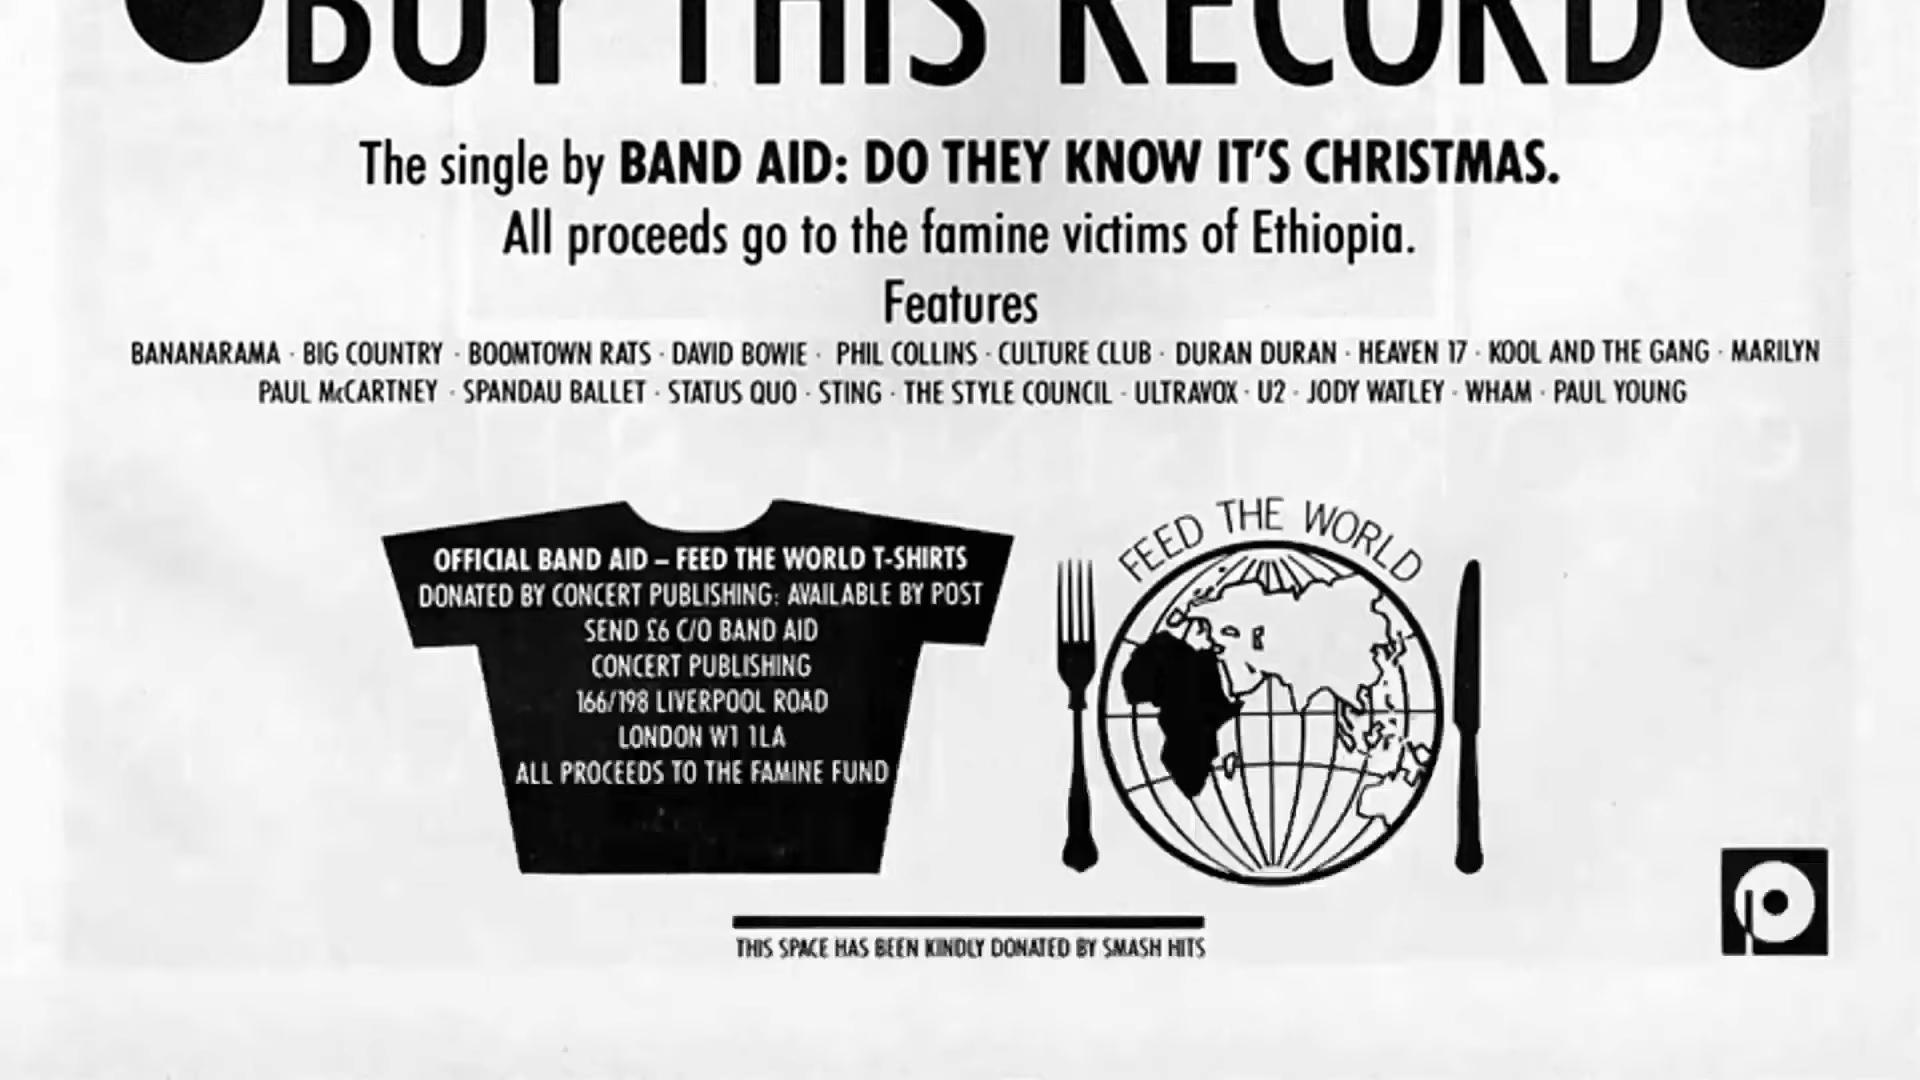 BUY THIS RECORD
The single by BAND AID: DO THEY KNOW IT'S CHRISTMAS.
All proceeds go to the famine victims of Ethiopia.
Features
BANANARAMA · BIG COUNTRY · BOOMTOWN RATS · DAVID BOWIE · PHIL COLLINS · CULTURE CLUB · DURAN DURAN · HEAVEN 17 · KOOL AND THE GANG · MARILYN
PAUL McCARTNEY · SPANDAU BALLET · STATUS QUO · STING · THE STYLE COUNCIL · ULTRAVOX · U2 · JODY WATLEY · WHAM · PAUL YOUNG
OFFICIAL BAND AID – FEED THE WORLD T-SHIRTS
DONATED BY CONCERT PUBLISHING: AVAILABLE BY POST
SEND £6 C/O BAND AID
CONCERT PUBLISHING
166/198 LIVERPOOL ROAD
LONDON W1 1LA
ALL PROCEEDS TO THE FAMINE FUND
FEED THE WORLD
THIS SPACE HAS BEEN KINDLY DONATED BY SMASH HITS